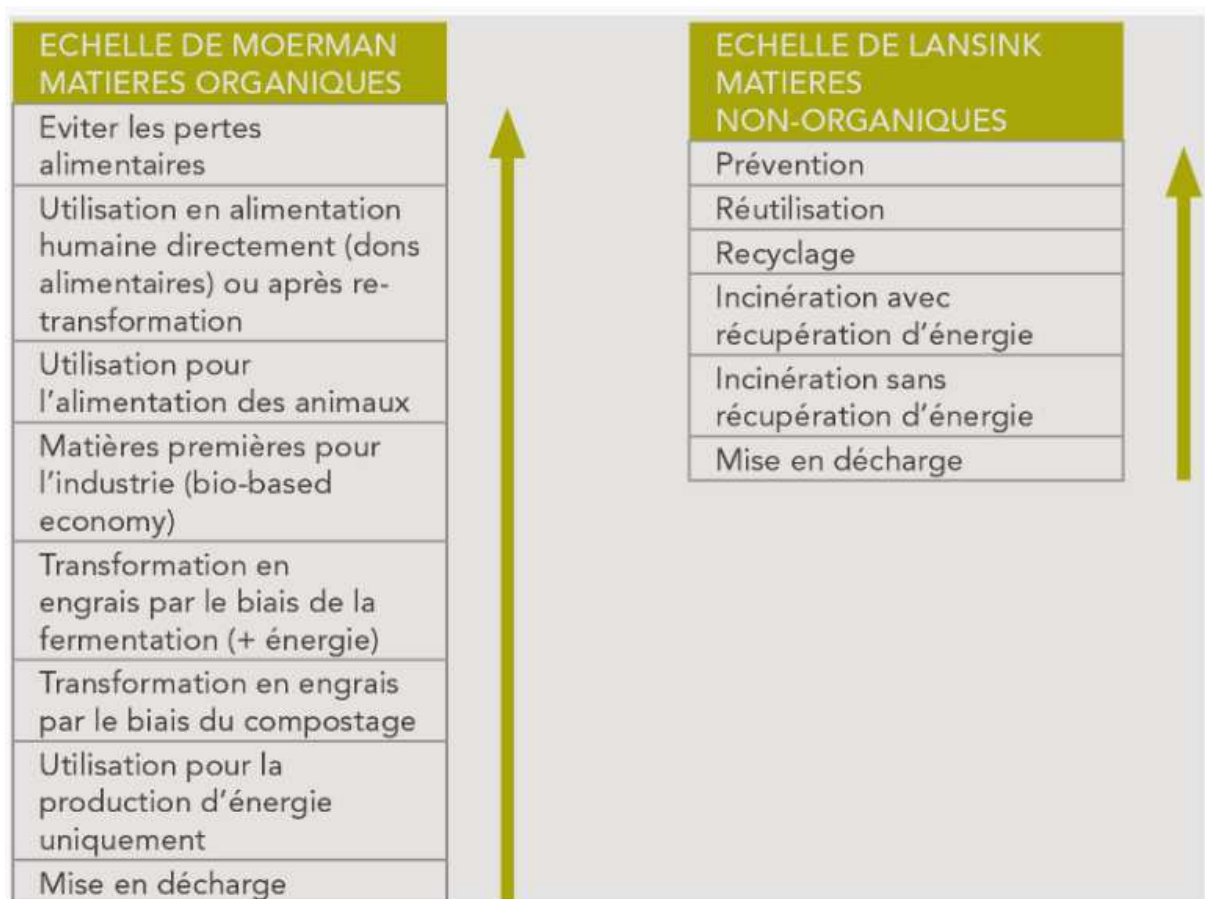 ECHELLE DE MOERMAN
MATIERES ORGANIQUES
Eviter les pertes
alimentaires
Utilisation en alimentation
humaine directement (dons
alimentaires) ou après re-
transformation
Utilisation pour
l'alimentation des animaux
Matières premières pour
l'industrie (bio-based
economy)
Transformation en
engrais par le biais de la
fermentation (+ énergie)
Transformation en engrais
par le biais du compostage
Utilisation pour la
production d'énergie
uniquement
Mise en décharge
ECHELLE DE LANSINK
MATIERES
NON-ORGANIQUES
Prévention
Réutilisation
Recyclage
Incinération avec
récupération d'énergie
Incinération sans
récupération d'énergie
Mise en décharge